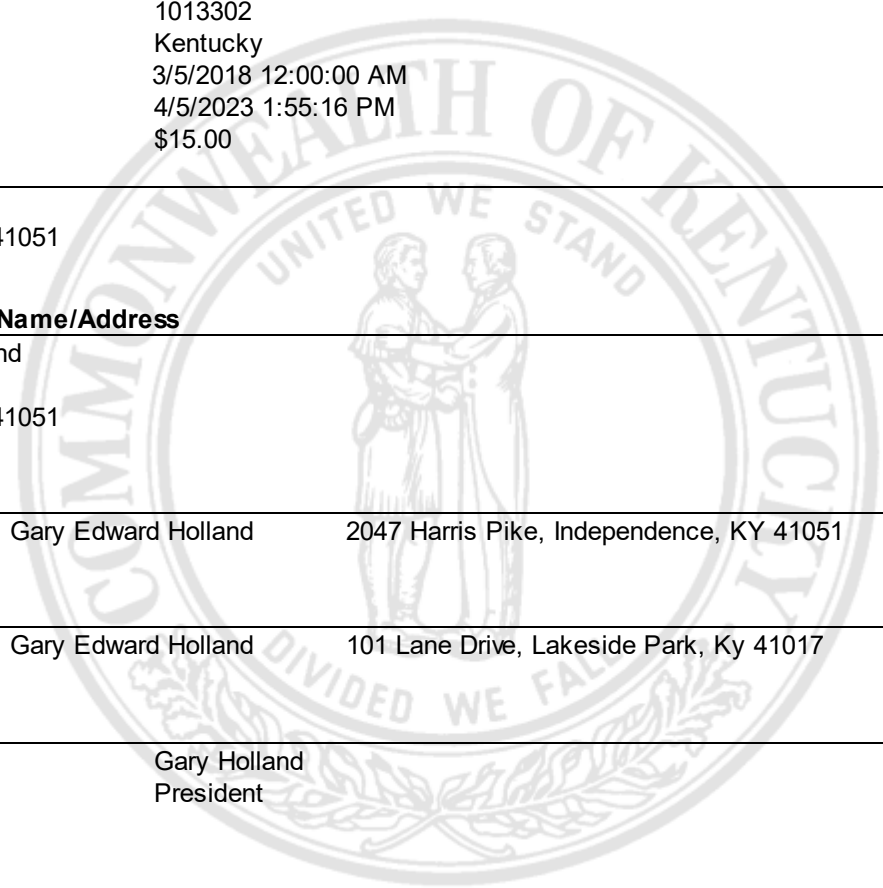 1013302
Kentucky
3/5/2018 12:00:00 AM
4/5/2023 1:55:16 PM
$15.00
41051
Name/Address
nd
41051
Gary Edward Holland 2047 Harris Pike, Independence, KY 41051
Gary Edward Holland 101 Lane Drive, Lakeside Park, Ky 41017
Gary Holland
President
COMMONWEALTH OF KENTUCKY
UNITED WE STAND
DIVIDED WE FALL